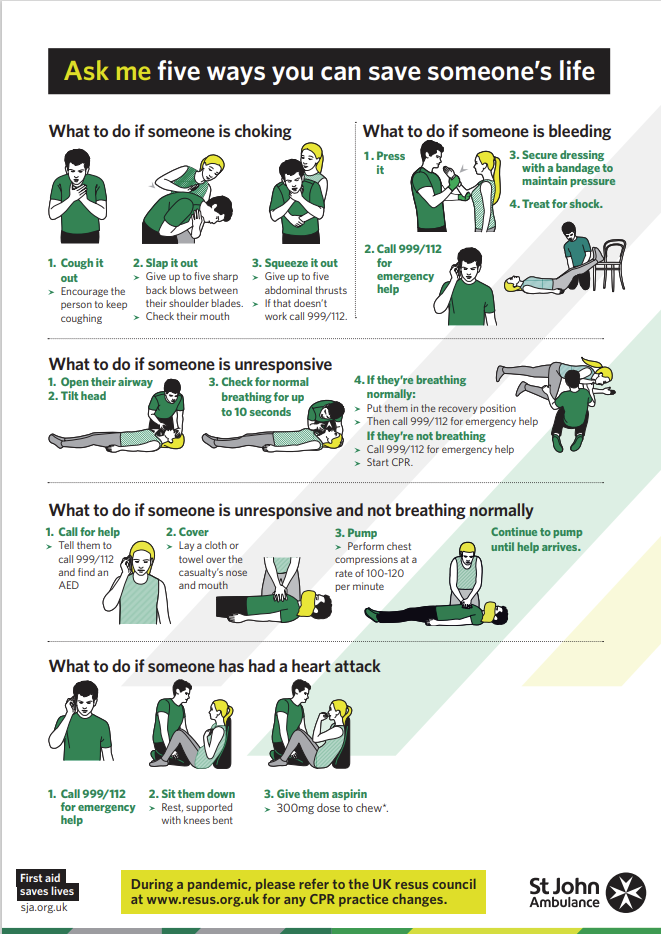 Ask me five ways you can save someone's life
What to do if someone is choking
1. Cough it
out
➤ Encourage the
person to keep
coughing
2. Slap it out
➤ Give up to five sharp
back blows between
their shoulder blades.
➤ Check their mouth
3. Squeeze it out
➤ Give up to five
abdominal thrusts
➤ If that doesn't
work call 999/112.
What to do if someone is bleeding
1. Press
it
2. Call 999/112
for
emergency
help
3. Secure dressing
with a bandage to
maintain pressure
4. Treat for shock.
What to do if someone is unresponsive
1. Open their airway
2. Tilt head
3. Check for normal
breathing for up
to 10 seconds
4. If they're breathing
normally:
➤ Put them in the recovery position
➤ Then call 999/112 for emergency help
If they're not breathing
➤ Call 999/112 for emergency help
➤ Start CPR.
What to do if someone is unresponsive and not breathing normally
1. Call for help
➤ Tell them to
call 999/112
and find an
AED
2. Cover
➤ Lay a cloth or
towel over the
casualty's nose
and mouth
3. Pump
➤ Perform chest
compressions at a
rate of 100-120
per minute
Continue to pump
until help arrives.
What to do if someone has had a heart attack
1. Call 999/112
for emergency
help
2. Sit them down
➤ Rest, supported
with knees bent
3. Give them aspirin
➤ 300mg dose to chew*.
First aid
saves lives
sja.org.uk
During a pandemic, please refer to the UK resus council
at www.resus.org.uk for any CPR practice changes.
St John
Ambulance